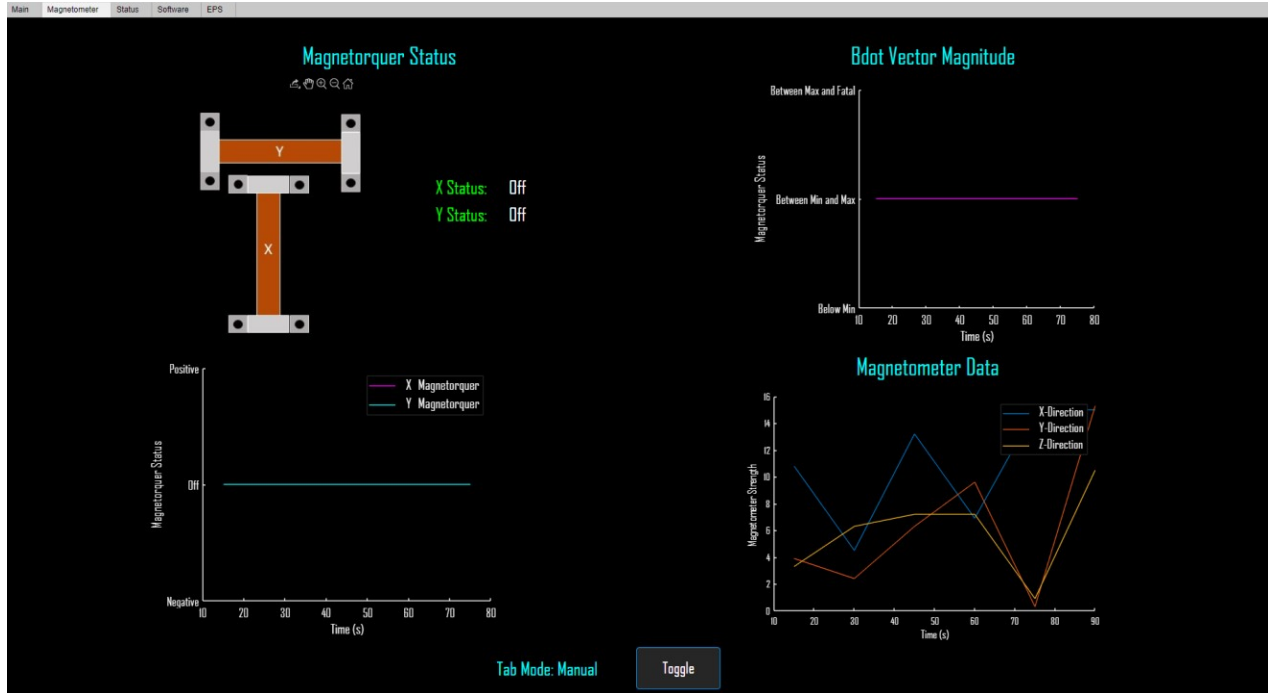 Main Magnetometer Status Software EPS
Magnetorquer Status
Y
X
X Status: Off
Y Status: Off
Bdot Vector Magnitude
Between Max and Fatal
Between Min and Max
Below Min
Magnetorquer Status
10 20 30 40 50 60 70 80
Time (s)
Positive
Off
Negative
Magnetorquer Status
X Magnetorquer
Y Magnetorquer
10 20 30 40 50 60 70 80
Time (s)
Magnetometer Data
16
14
12
10
8
6
4
2
0
Magnetometer Strength
X-Direction
Y-Direction
Z-Direction
10 20 30 40 50 60 70 80 90
Time (s)
Tab Mode: Manual
Toggle